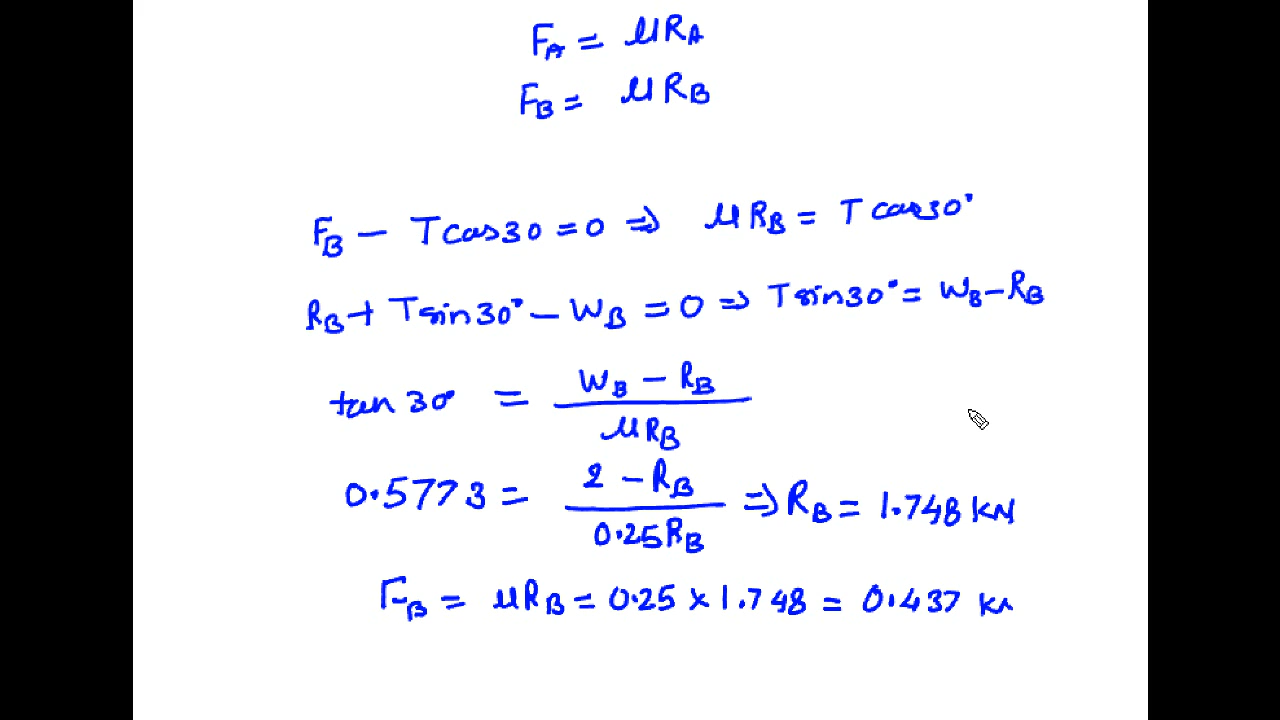 F_A = μR_A
F_B = μR_B
F_B − Tcos30 = 0 ⇒ μR_B = Tcos30°
R_B + Tsin30° − W_B = 0 ⇒ Tsin30° = W_B − R_B
tan 30° = (W_B − R_B) / (μR_B)
0.5773 = (2 − R_B) / (0.25R_B) ⇒ R_B = 1.748 kN
F_B = μR_B = 0.25 × 1.748 = 0.437 kN